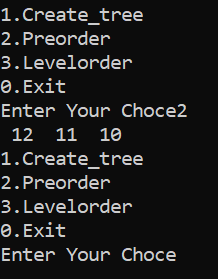 1.Create_tree
2.Preorder
3.Levelorder
0.Exit
Enter Your Choce2
 12  11  10
1.Create_tree
2.Preorder
3.Levelorder
0.Exit
Enter Your Choce